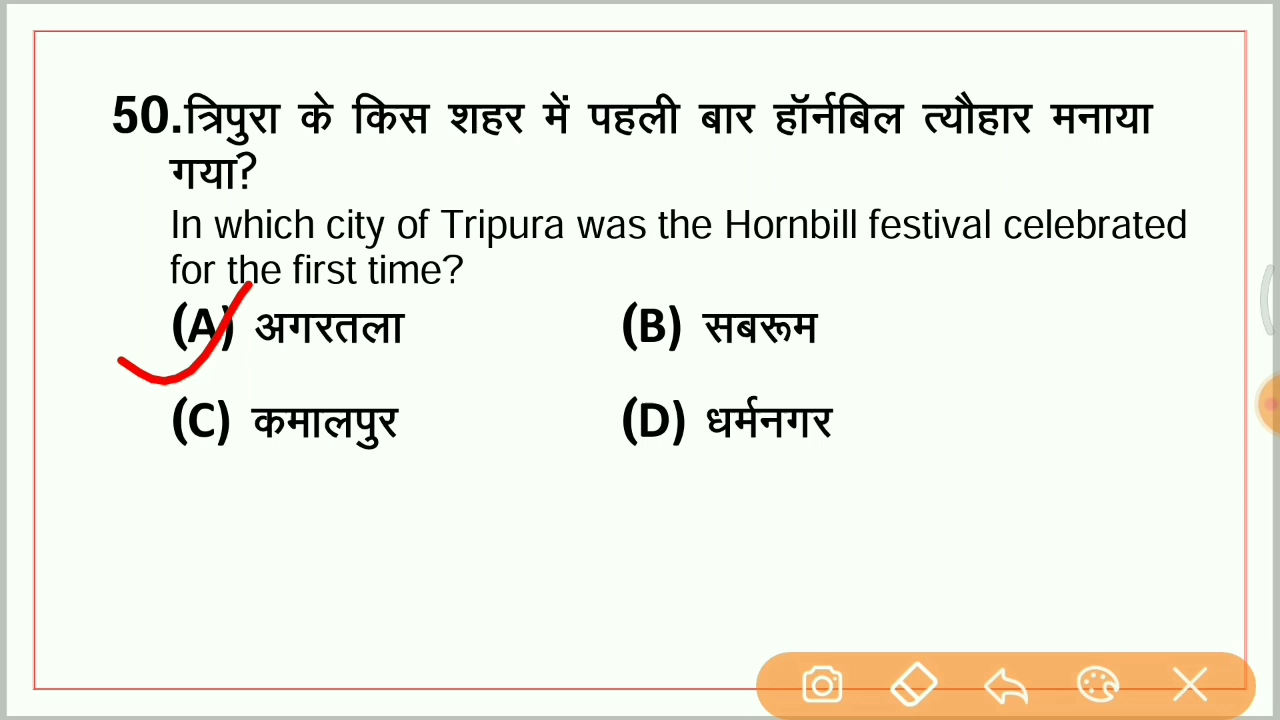 50.त्रिपुरा के किस शहर में पहली बार हॉर्नबिल त्यौहार मनाया
गया?
In which city of Tripura was the Hornbill festival celebrated
for the first time?
(A) अगरतला (B) सबरूम
(C) कमालपुर (D) धर्मनगर